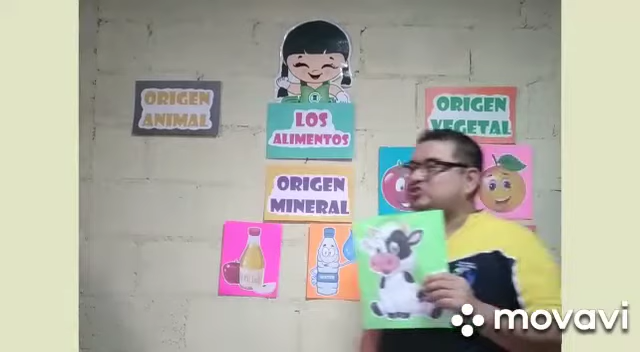 ORIGEN
ANIMAL
LOS
ALIMENTOS
ORIGEN
VEGETAL
ORIGEN
MINERAL
movavi